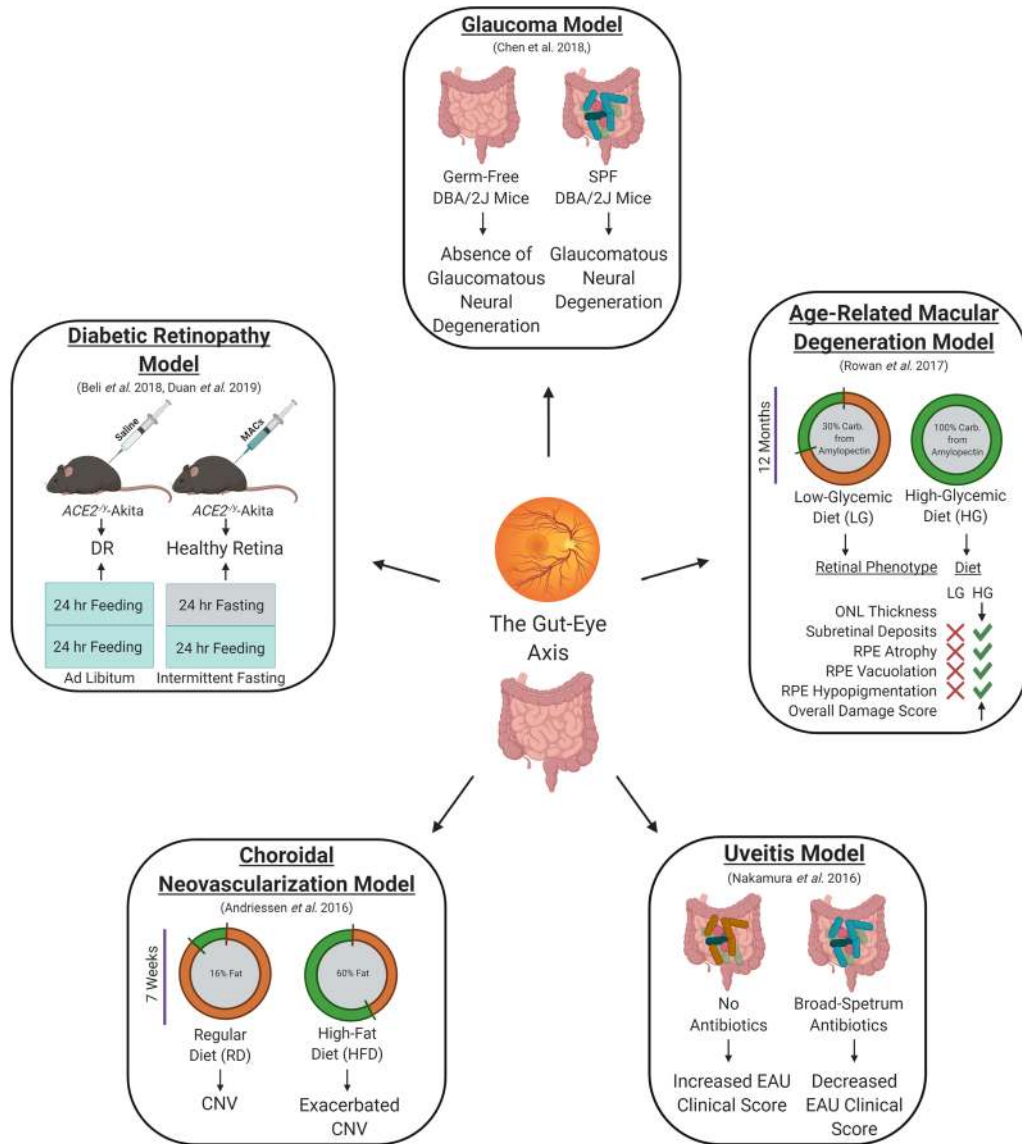 Glaucoma Model
(Chen et al. 2018,)
Germ-Free
DBA/2J Mice
Absence of
Glaucomatous
Neural
Degeneration
SPF
DBA/2J Mice
Glaucomatous
Neural
Degeneration
Diabetic Retinopathy
Model
(Beli et al. 2018, Duan et al. 2019)
Saline
MACs
ACE2-/y-Akita
ACE2-/y-Akita
DR
Healthy Retina
24 hr Feeding
24 hr Fasting
24 hr Feeding
24 hr Feeding
Ad Libitum
Intermittent Fasting
Age-Related Macular
Degeneration Model
(Rowan et al. 2017)
12 Months
30% Carb.
from
Amylopectin
100% Carb.
from
Amylopectin
Low-Glycemic
Diet (LG)
High-Glycemic
Diet (HG)
Retinal Phenotype
Diet
LG HG
ONL Thickness
Subretinal Deposits
RPE Atrophy
RPE Vacuolation
RPE Hypopigmentation
Overall Damage Score
The Gut-Eye
Axis
Choroidal
Neovascularization Model
(Andriessen et al. 2016)
7 Weeks
16% Fat
60% Fat
Regular
Diet (RD)
High-Fat
Diet (HFD)
CNV
Exacerbated
CNV
Uveitis Model
(Nakamura et al. 2016)
No
Antibiotics
Broad-Spetrum
Antibiotics
Increased EAU
Clinical Score
Decreased
EAU Clinical
Score